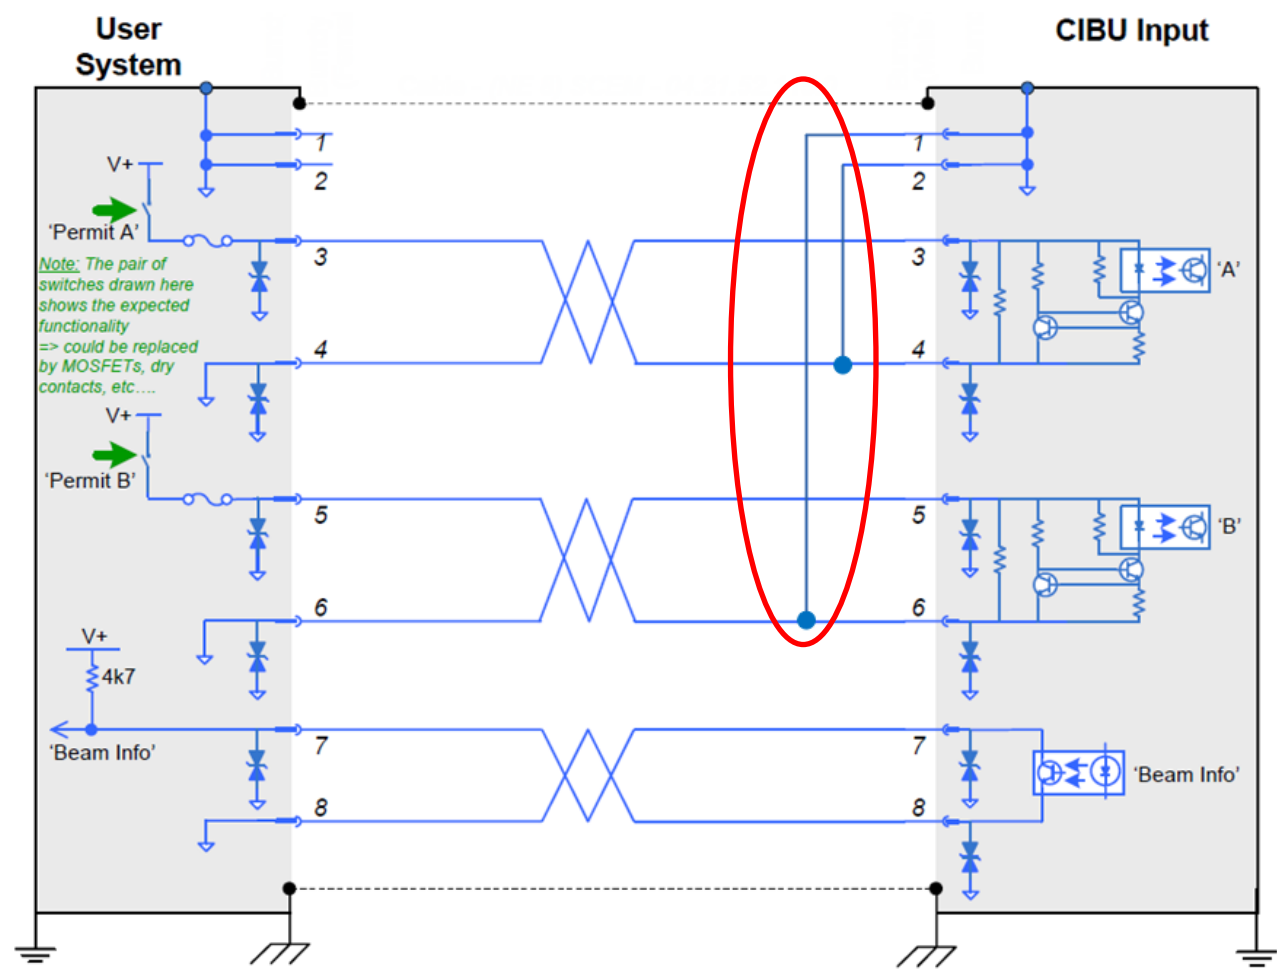 User
System
CIBU Input
1
1
2
2
V+
'Permit A'
3
3
'A'
Note: The pair of
switches drawn here
shows the expected
functionality
=> could be replaced
by MOSFETs, dry
contacts, etc….
4
4
V+
'Permit B'
5
5
'B'
6
6
V+
4k7
'Beam Info'
7
7
'Beam Info'
8
8